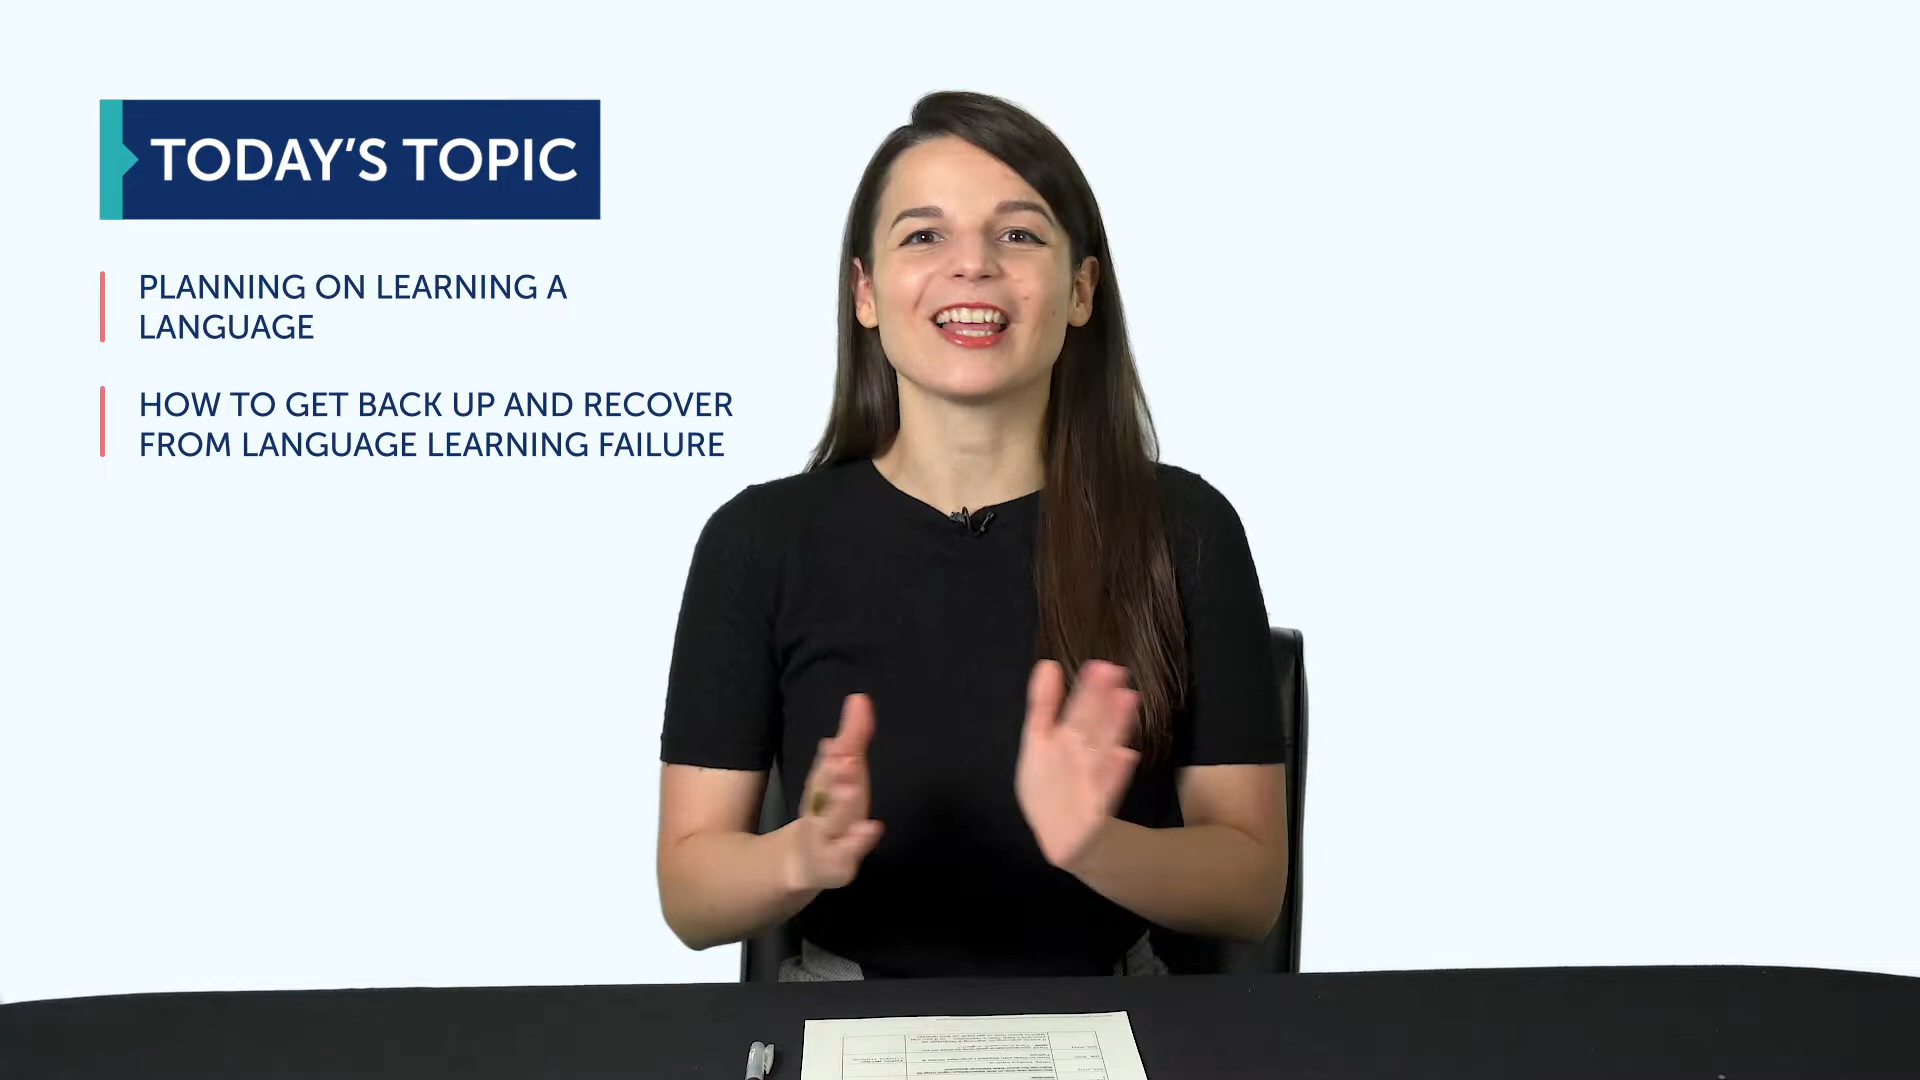 TODAY'S TOPIC
PLANNING ON LEARNING A
LANGUAGE
HOW TO GET BACK UP AND RECOVER
FROM LANGUAGE LEARNING FAILURE